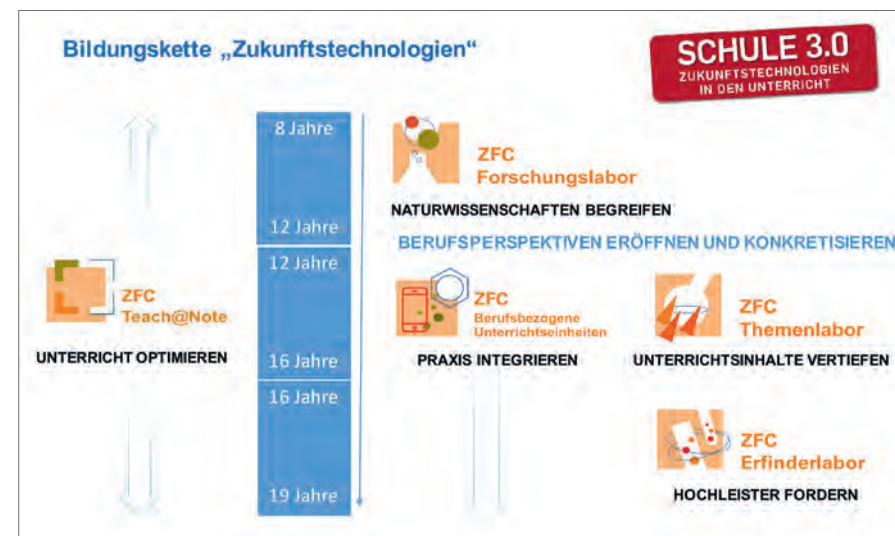 Bildungskette „Zukunftstechnologien“
SCHULE 3.0
ZUKUNFTSTECHNOLOGIEN
IN DEN UNTERRICHT
8 Jahre
12 Jahre
12 Jahre
16 Jahre
16 Jahre
19 Jahre
ZFC
Forschungslabor
NATURWISSENSCHAFTEN BEGREIFEN
BERUFSPERSPEKTIVEN ERÖFFNEN UND KONKRETISIEREN
ZFC
Teach@Note
UNTERRICHT OPTIMIEREN
ZFC
Berufsbezogene
Unterrichtseinheiten
PRAXIS INTEGRIEREN
ZFC
Themenlabor
UNTERRICHTSINHALTE VERTIEFEN
ZFC
Erfinderlabor
HOCHLEISTER FORDERN